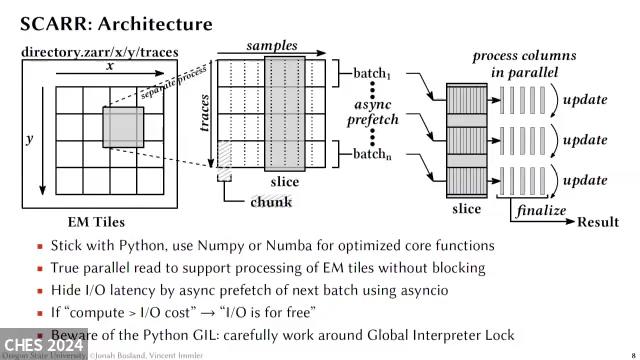 SCARR: Architecture
directory.zarr/x/y/traces
x
y
separate process
EM Tiles
samples
traces
slice
chunk
batch1
async
prefetch
batchn
process columns
in parallel
update
update
update
slice
finalize
Result
Stick with Python, use Numpy or Numba for optimized core functions
True parallel read to support processing of EM tiles without blocking
Hide I/O latency by async prefetch of next batch using asyncio
If “compute > I/O cost” → “I/O is for free”
Beware of the Python GIL: carefully work around Global Interpreter Lock
CHES 2024
Oregon State University, ©Jonah Bosland, Vincent Immler
8